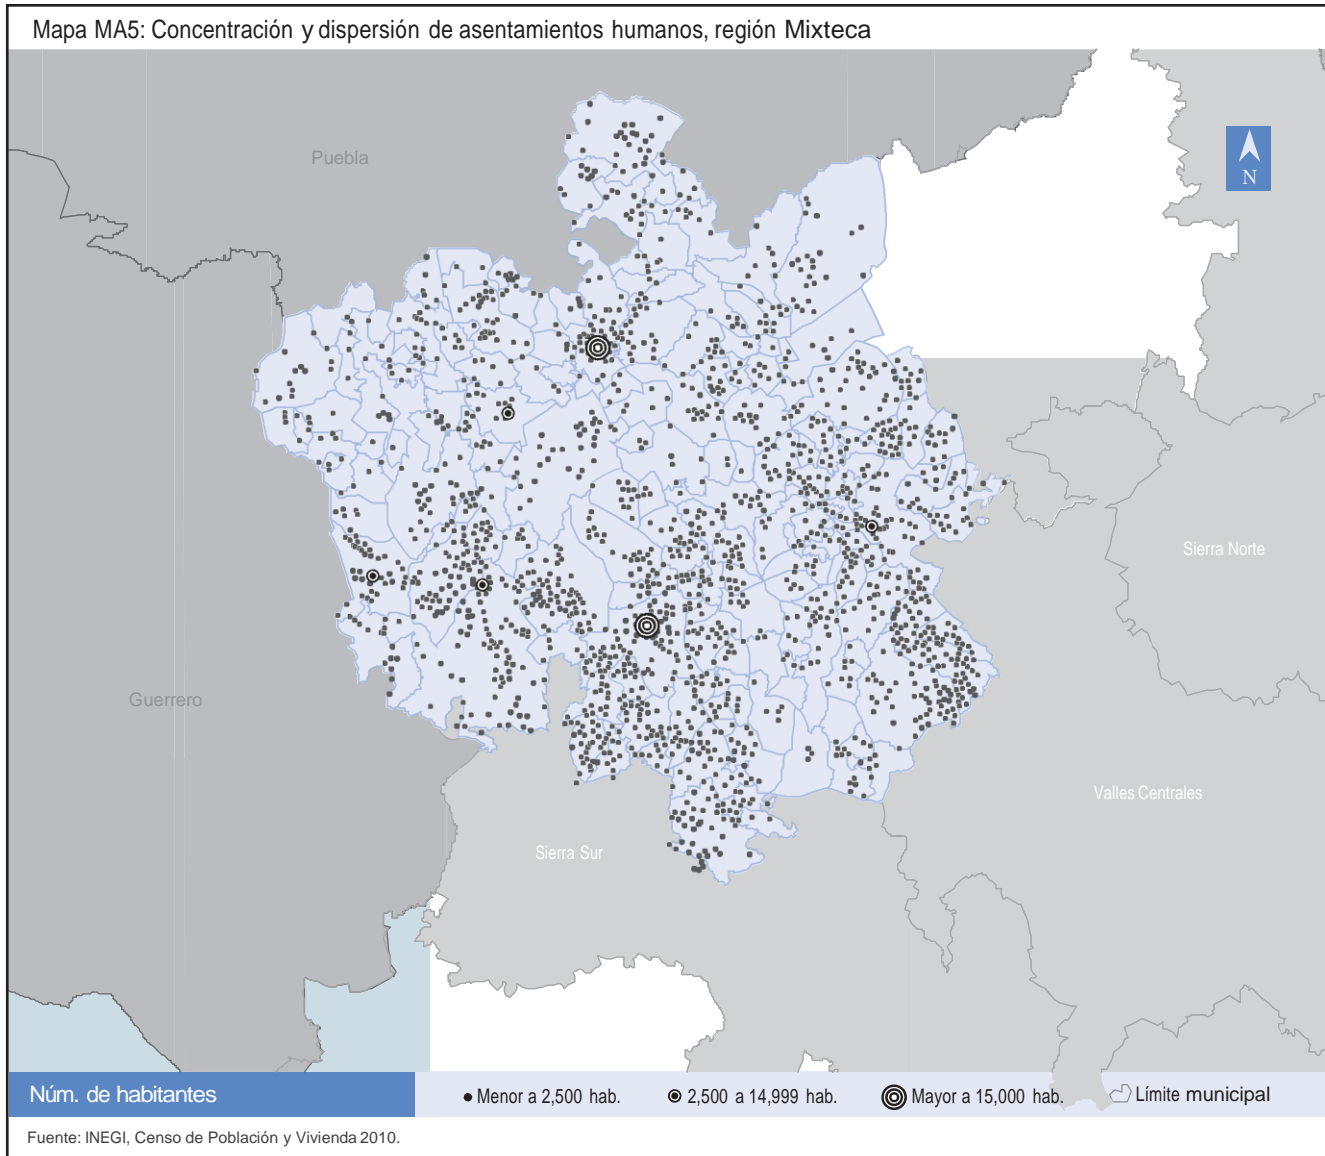 Mapa MA5: Concentración y dispersión de asentamientos humanos, región Mixteca
Puebla
N
Sierra Norte
Guerrero
Valles Centrales
Sierra Sur
Núm. de habitantes
Menor a 2,500 hab.
2,500 a 14,999 hab.
Mayor a 15,000 hab.
Límite municipal
Fuente: INEGI, Censo de Población y Vivienda 2010.